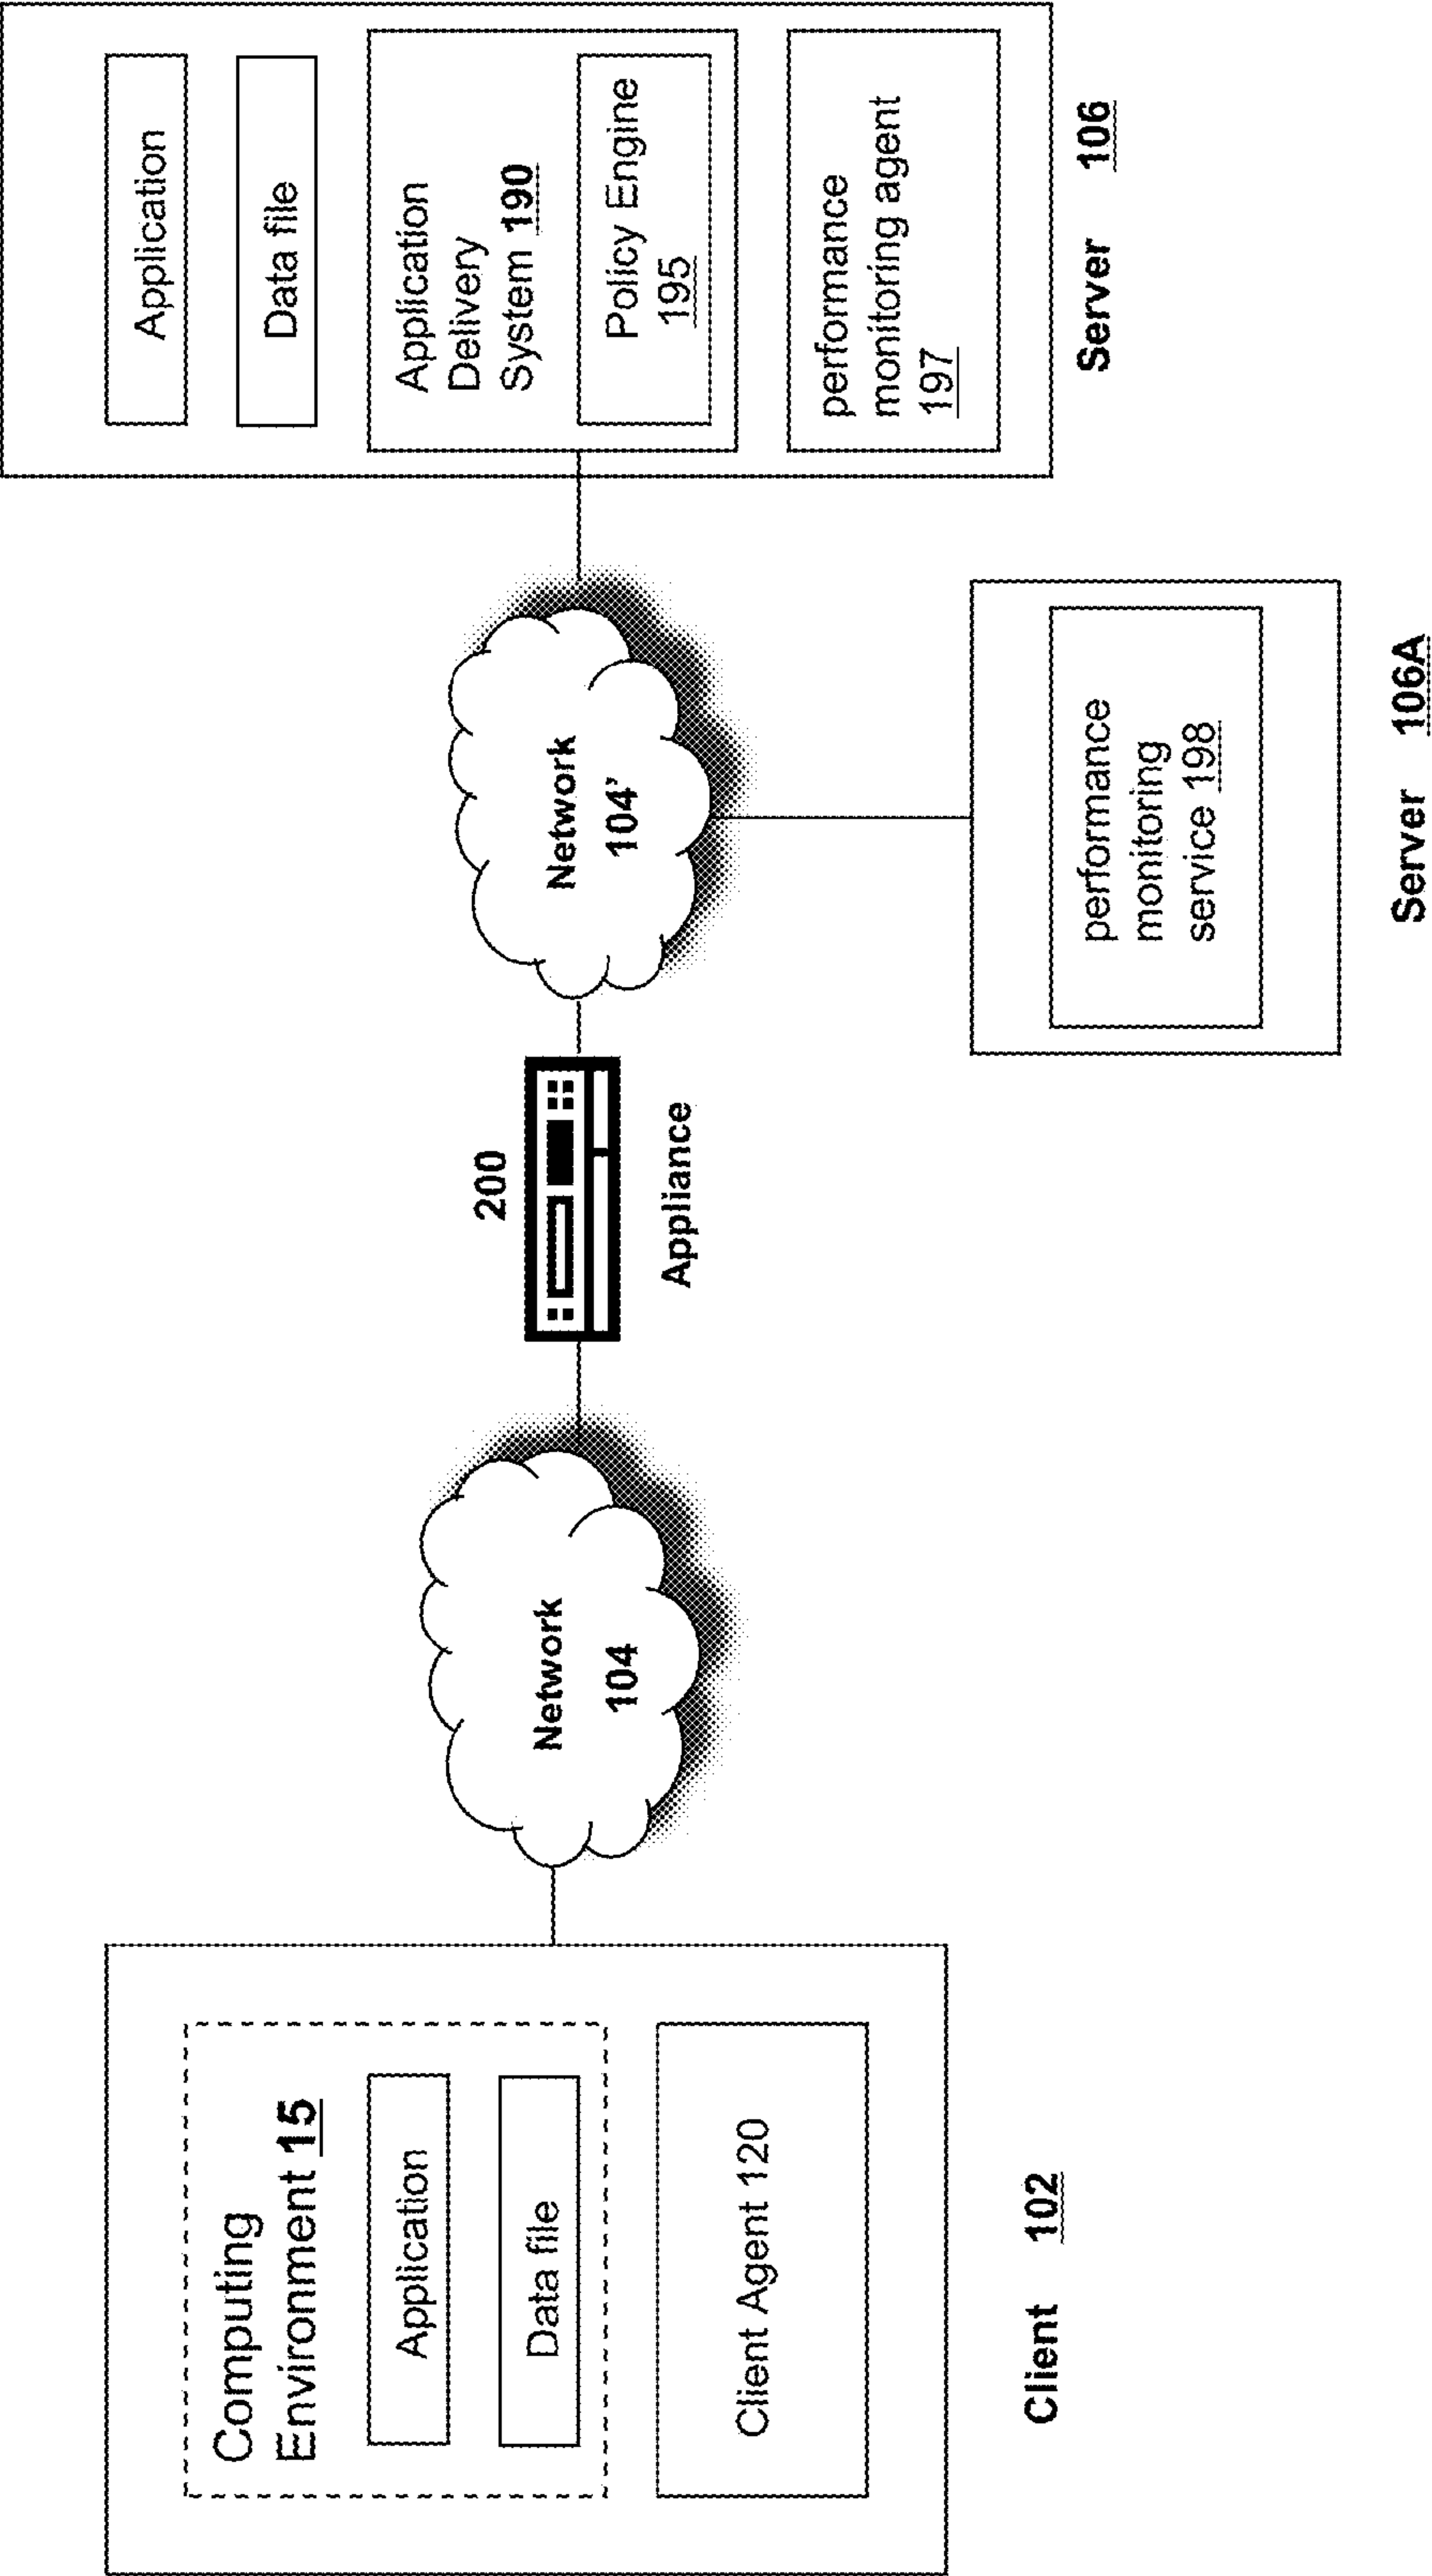 Computing
Environment 15
Application
Data file
Client Agent 120
Client 102
Network
104
200
Appliance
Network
104'
performance
monitoring
service 198
Server 106A
Application
Data file
Application
Delivery
System 190
Policy Engine
195
performance
monitoring agent
197
Server 106